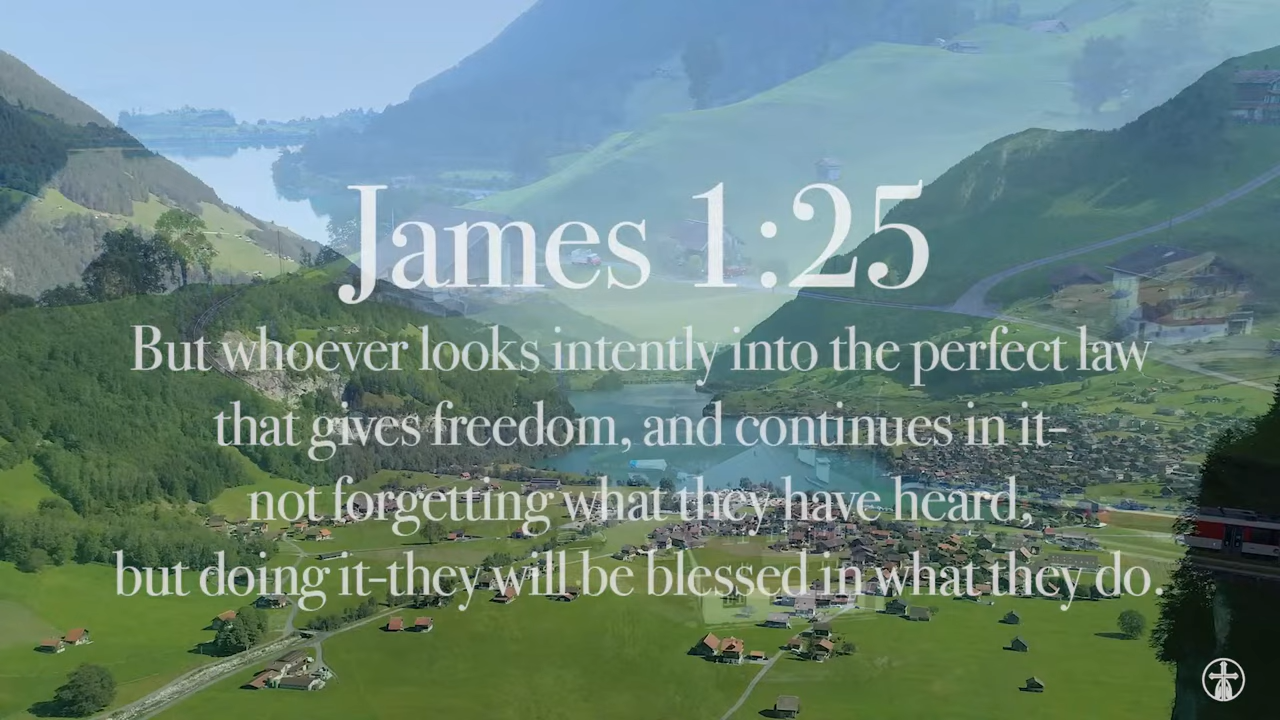 James 1:25
But whoever looks intently into the perfect law
that gives freedom, and continues in it-
not forgetting what they have heard,
but doing it-they will be blessed in what they do.